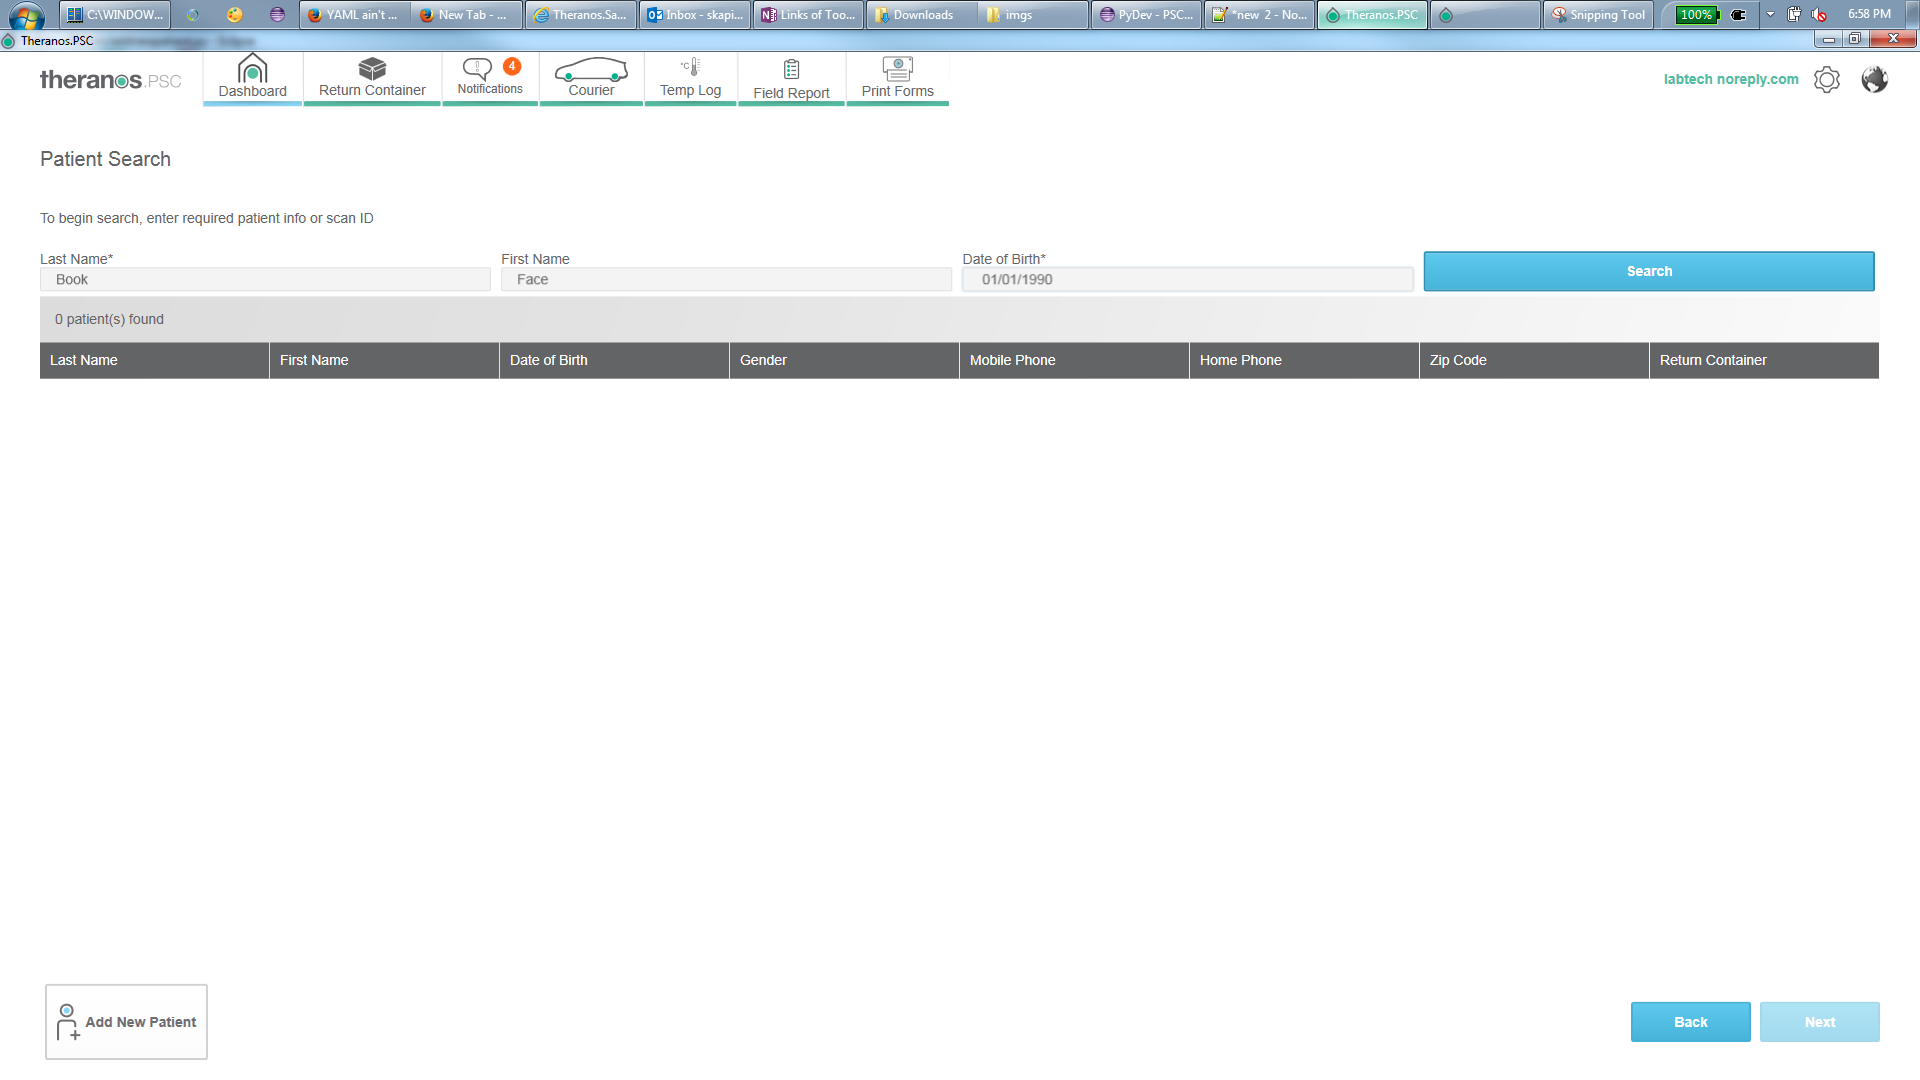 C:\WINDOW...
YAML ain't ...
New Tab - ...
Theranos.Sa...
Inbox - skapi...
Links of Too...
Downloads
imgs
PyDev - PSC...
*new 2 - No...
Theranos.PSC
Snipping Tool
100%
6:58 PM
Theranos.PSC
theranos.PSC
Dashboard
Return Container
Notifications
4
Courier
°C
Temp Log
Field Report
Print Forms
labtech noreply.com
Patient Search
To begin search, enter required patient info or scan ID
Last Name*
First Name
Date of Birth*
Book
Face
01/01/1990
Search
0 patient(s) found
Last Name
First Name
Date of Birth
Gender
Mobile Phone
Home Phone
Zip Code
Return Container
Add New Patient
Back
Next